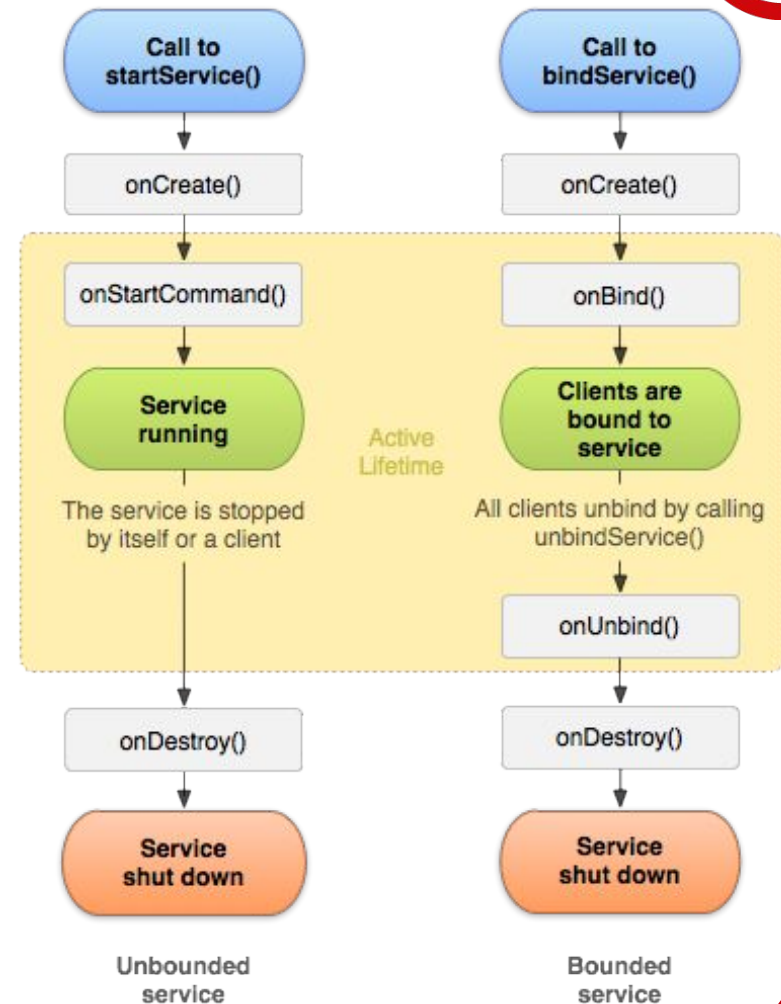 Call to
startService()
onCreate()
onStartCommand()
Service
running
The service is stopped
by itself or a client
onDestroy()
Service
shut down
Unbounded
service
Active
Lifetime
Call to
bindService()
onCreate()
onBind()
Clients are
bound to
service
All clients unbind by calling
unbindService()
onUnbind()
onDestroy()
Service
shut down
Bounded
service